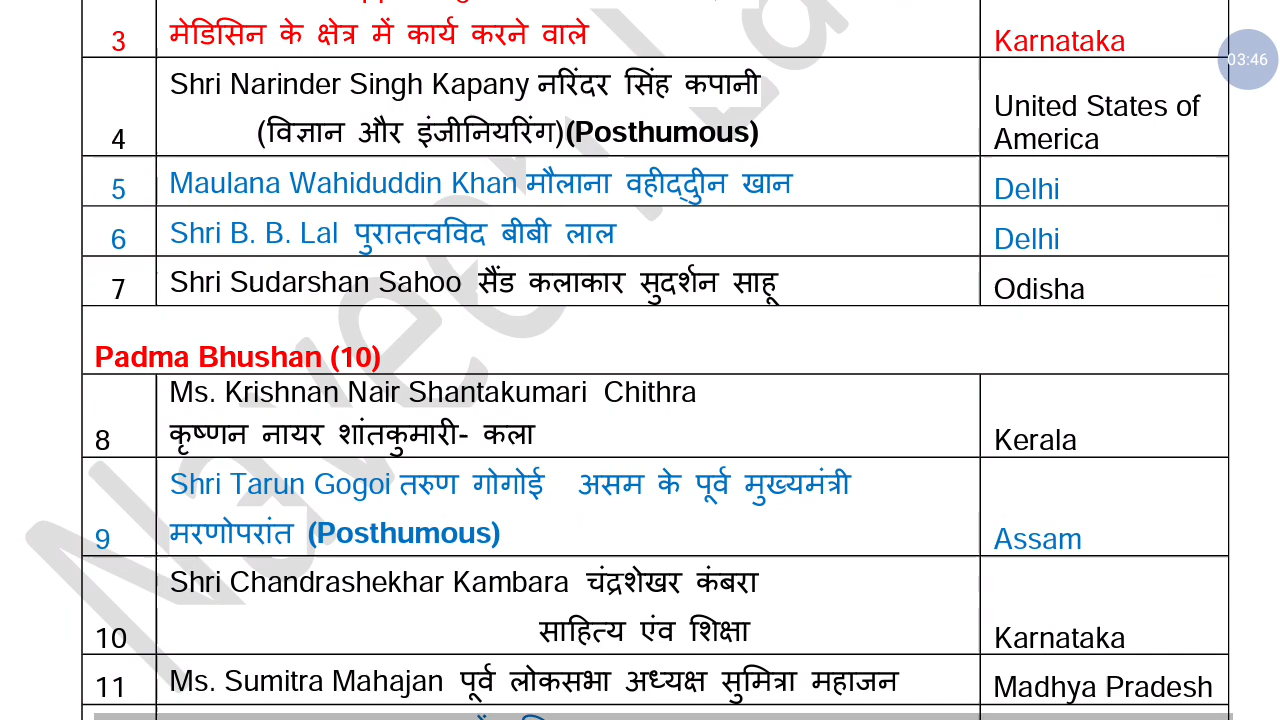 3 मेडिसिन के क्षेत्र में कार्य करने वाले Karnataka
03:46
Shri Narinder Singh Kapany नरिंदर सिंह कपानी
4 (विज्ञान और इंजीनियरिंग)(Posthumous) United States of America
5 Maulana Wahiduddin Khan मौलाना वहीद्दुीन खान Delhi
6 Shri B. B. Lal पुरातत्वविद बीबी लाल Delhi
7 Shri Sudarshan Sahoo सैंड कलाकार सुदर्शन साहू Odisha
Padma Bhushan (10)
Ms. Krishnan Nair Shantakumari Chithra
8 कृष्णन नायर शांतकुमारी- कला Kerala
Shri Tarun Gogoi तरुण गोगोई असम के पूर्व मुख्यमंत्री
9 मरणोपरांत (Posthumous) Assam
Shri Chandrashekhar Kambara चंद्रशेखर कंबरा
10 साहित्य एंव शिक्षा Karnataka
11 Ms. Sumitra Mahajan पूर्व लोकसभा अध्यक्ष सुमित्रा महाजन Madhya Pradesh